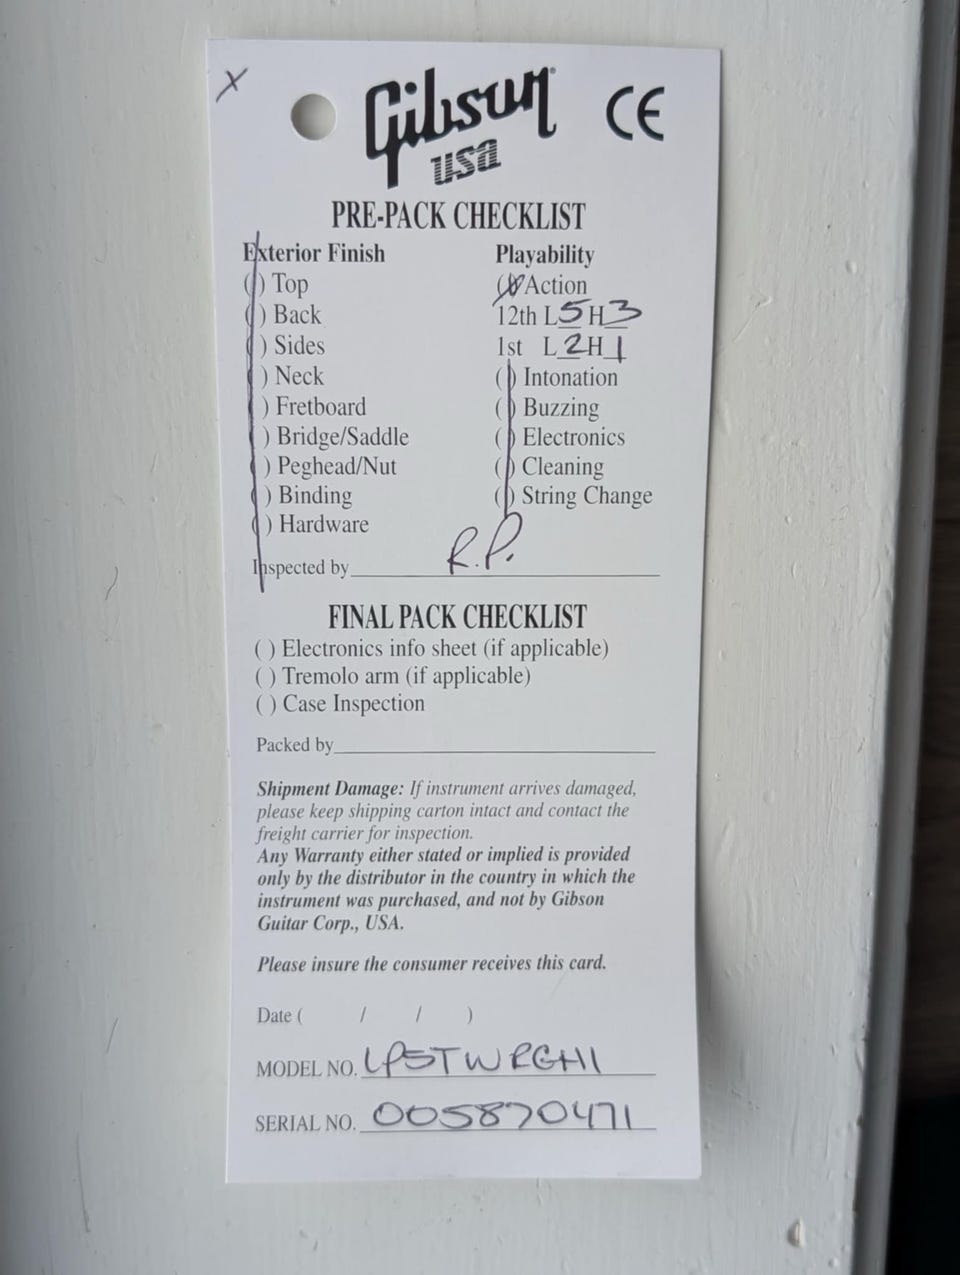 X
Gibson
usa
CE
PRE-PACK CHECKLIST
Exterior Finish
( ) Top
( ) Back
( ) Sides
( ) Neck
( ) Fretboard
( ) Bridge/Saddle
( ) Peghead/Nut
( ) Binding
( ) Hardware
Playability
( ) Action
12th L 5 H 3
1st L 2 H 1
( ) Intonation
( ) Buzzing
( ) Electronics
( ) Cleaning
( ) String Change
Inspected by R.P.
FINAL PACK CHECKLIST
( ) Electronics info sheet (if applicable)
( ) Tremolo arm (if applicable)
( ) Case Inspection
Packed by
Shipment Damage: If instrument arrives damaged,
please keep shipping carton intact and contact the
freight carrier for inspection.
Any Warranty either stated or implied is provided
only by the distributor in the country in which the
instrument was purchased, and not by Gibson
Guitar Corp., USA.
Please insure the consumer receives this card.
Date ( / / )
MODEL NO. LPSTWRGH1
SERIAL NO. 005870471